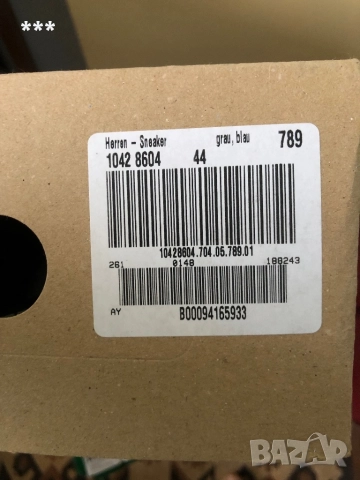 ***
Herren - Sneaker grau, blau 789
1042 8604 44
10428604.704.05.789.01
261 0148 186243
AY B00094165933
BAZAR
.bg